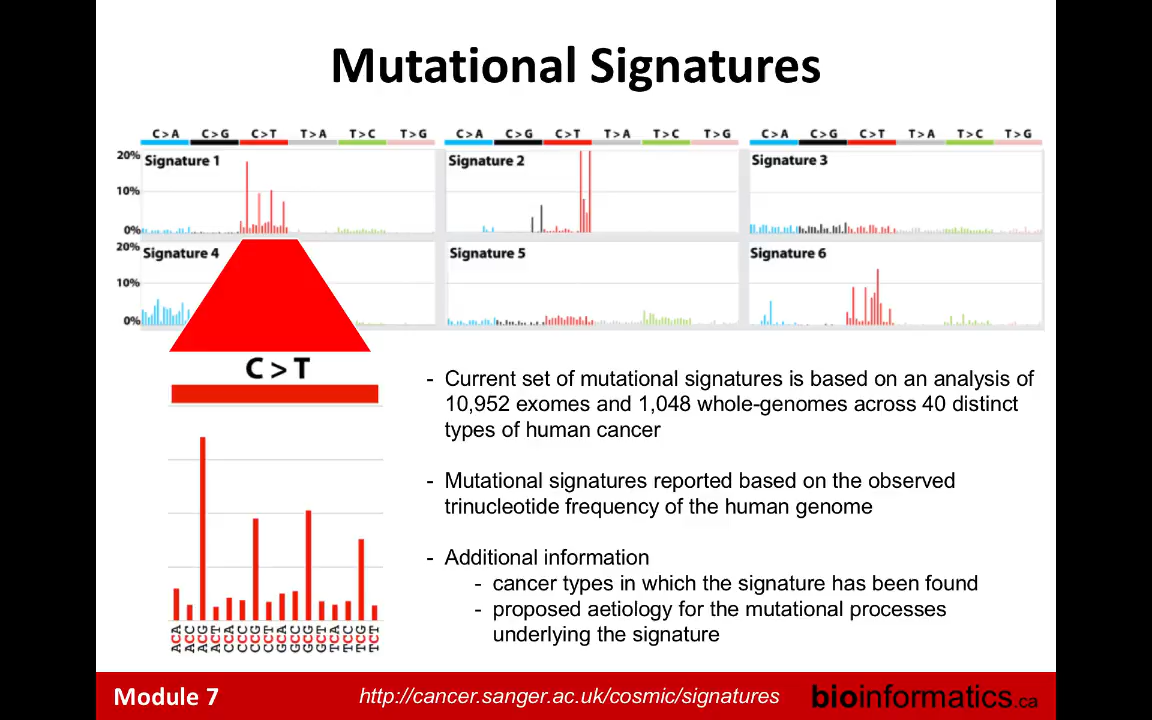 Mutational Signatures
C > A C > G C > T T > A T > C T > G C > A C > G C > T T > A T > C T > G C > A C > G C > T T > A T > C T > G
20% Signature 1 Signature 2 Signature 3
10%
0%
20% Signature 4 Signature 5 Signature 6
10%
0%
C > T
ACA ACC ACG ACT CCA CCC CCG CCT GCA GCC GCG GCT TCA TCC TCG TCT
- Current set of mutational signatures is based on an analysis of
10,952 exomes and 1,048 whole-genomes across 40 distinct
types of human cancer
- Mutational signatures reported based on the observed
trinucleotide frequency of the human genome
- Additional information
- cancer types in which the signature has been found
- proposed aetiology for the mutational processes
underlying the signature
Module 7 http://cancer.sanger.ac.uk/cosmic/signatures bioinformatics.ca